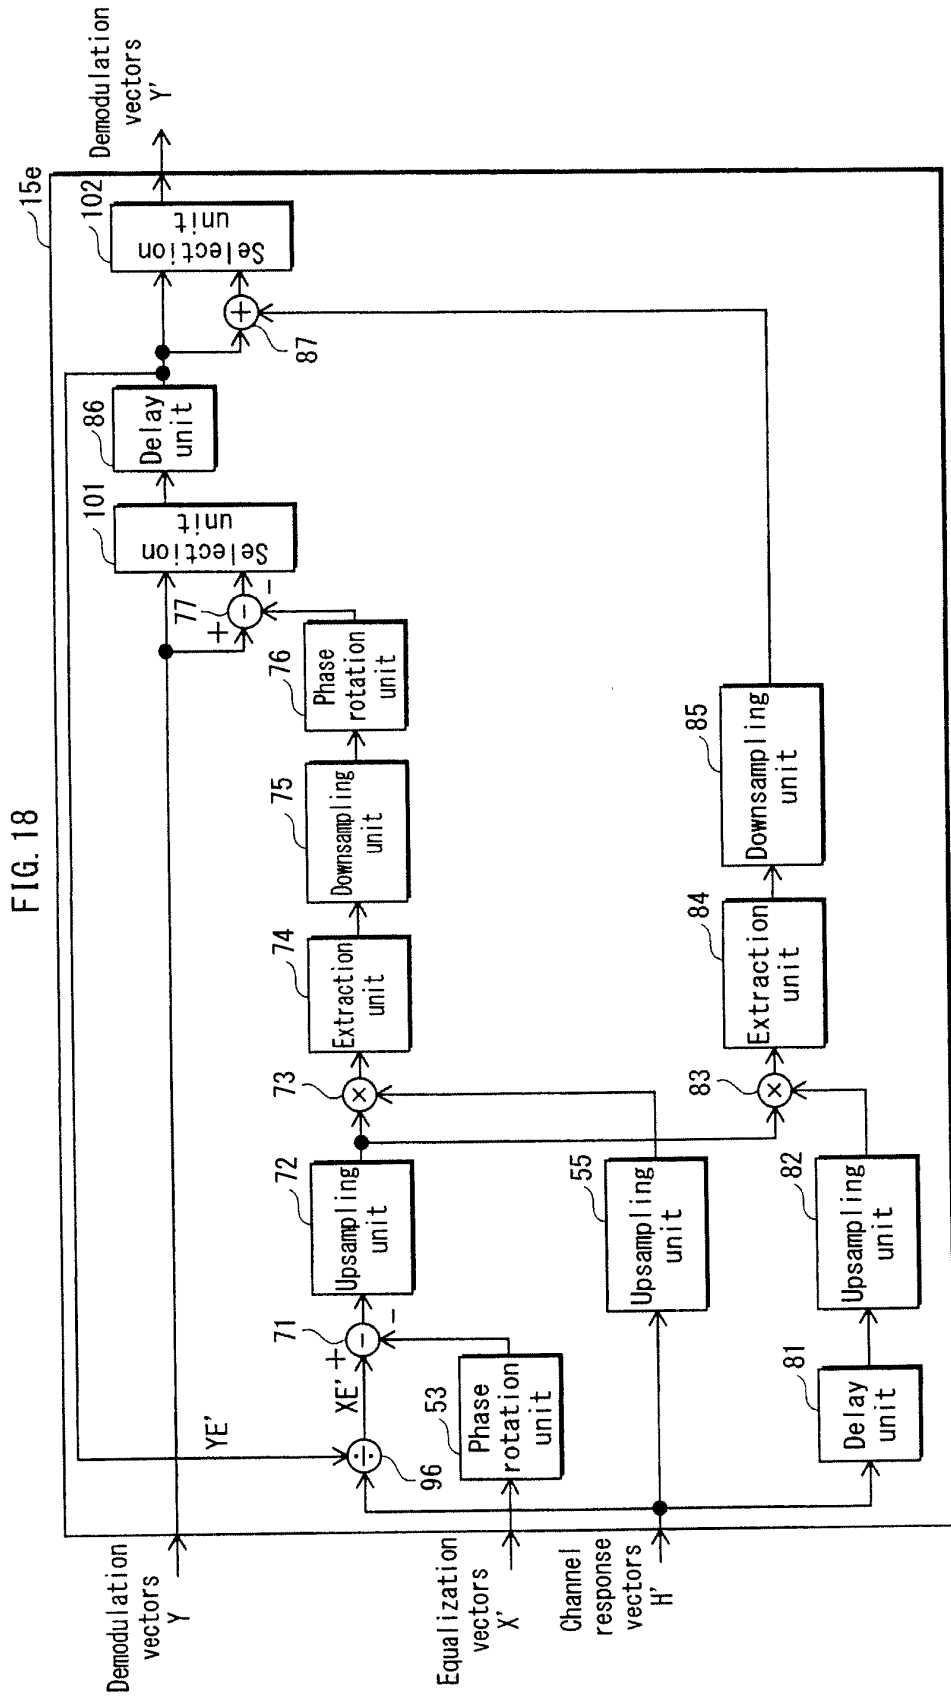 FIG. 18
15e
Demodulation
vectors
Y
Demodulation
vectors
Y'
101
Selection
unit
86
Delay
unit
102
Selection
unit
77
+
-
-
87
+
YE'
Equalization
vectors
X'
53
Phase
rotation
unit
96
÷
XE'
71
+
-
-
72
Upsampling
unit
73
×
74
Extraction
unit
75
Downsampling
unit
76
Phase
rotation
unit
Channel
response
vectors
H'
55
Upsampling
unit
81
Delay
unit
82
Upsampling
unit
83
×
84
Extraction
unit
85
Downsampling
unit